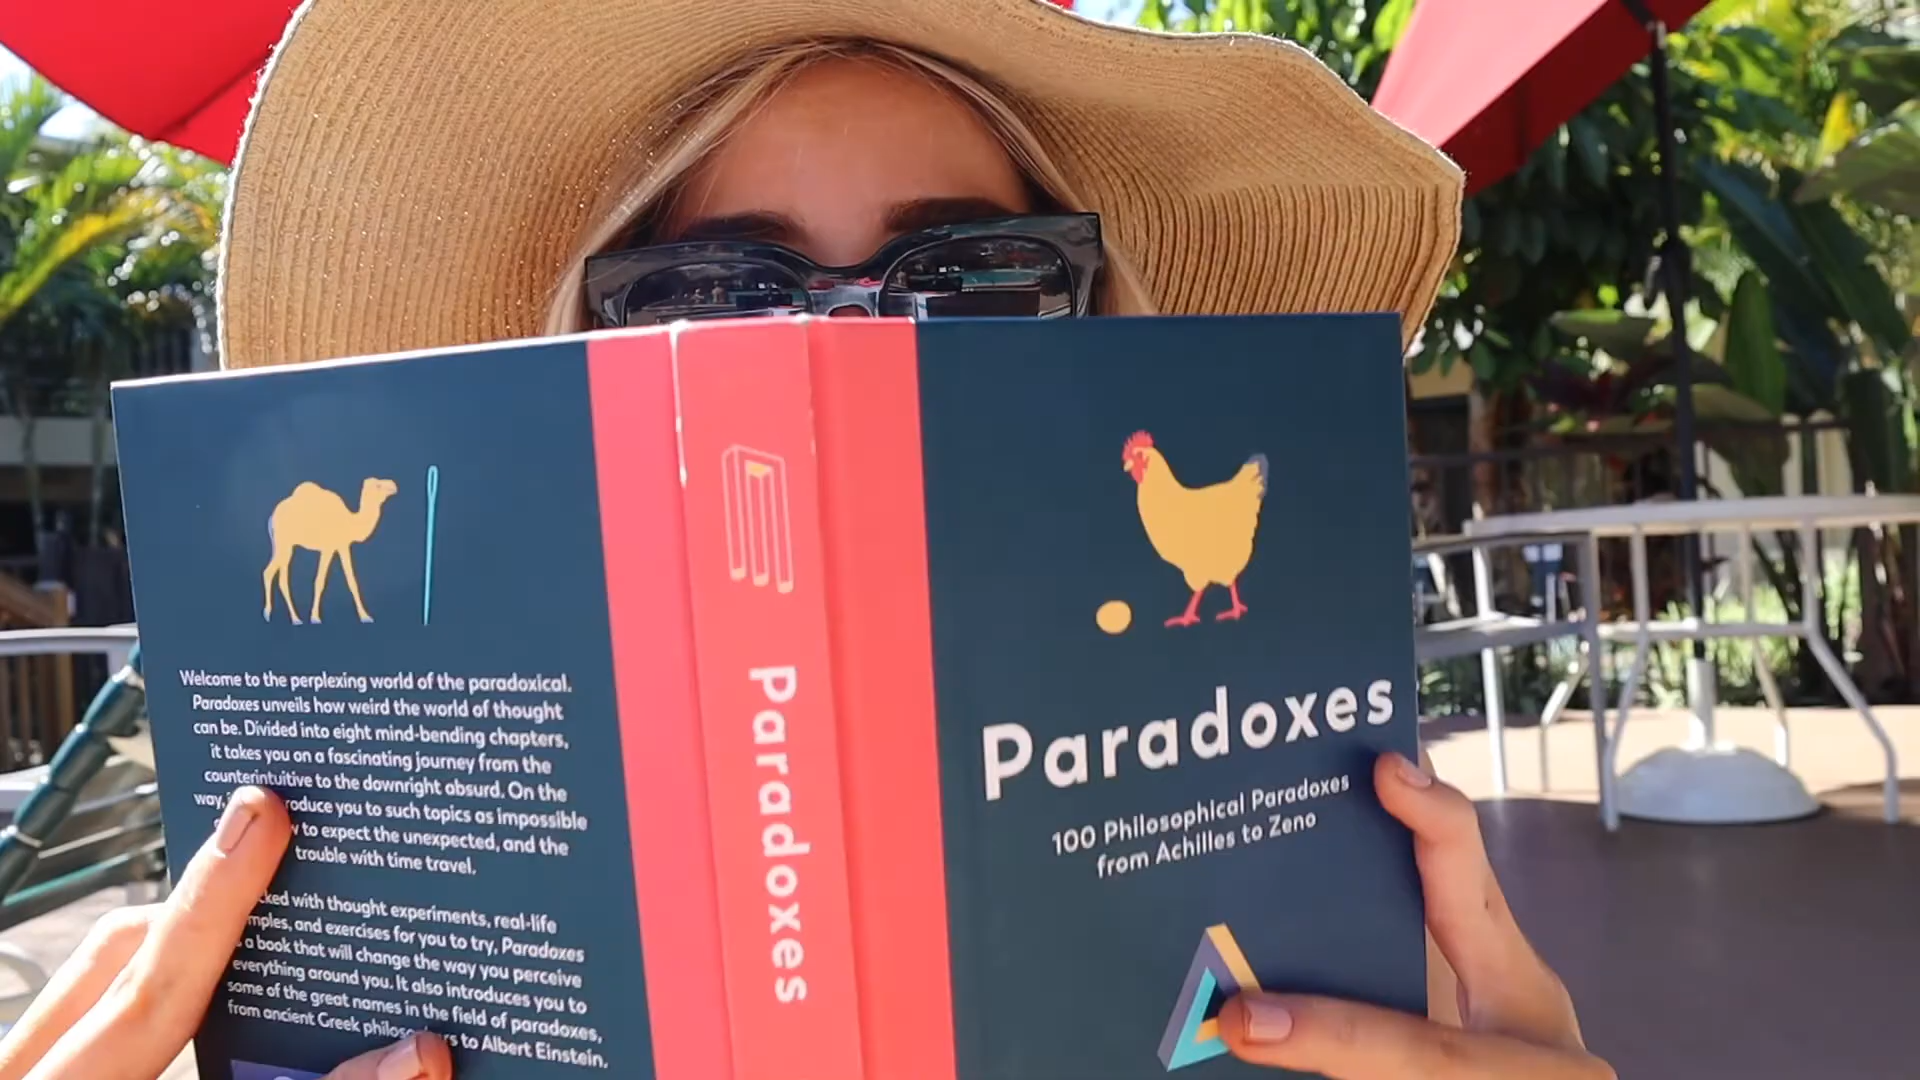 Welcome to the perplexing world of the paradoxical.
Paradoxes unveils how weird the world of thought
can be. Divided into eight mind-bending chapters,
it takes you on a fascinating journey from the
counterintuitive to the downright absurd. On the
way, roduce you to such topics as impossible
to expect the unexpected, and the
trouble with time travel.
cked with thought experiments, real-life
mples, and exercises for you to try, Paradoxes
a book that will change the way you perceive
everything around you. It also introduces you to
some of the great names in the field of paradoxes,
from ancient Greek philoso rs to Albert Einstein.
Paradoxes
Paradoxes
100 Philosophical Paradoxes
from Achilles to Zeno